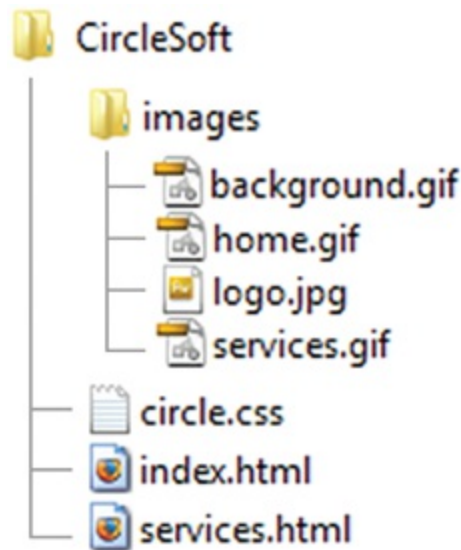 CircleSoft
images
background.gif
home.gif
logo.jpg
services.gif
circle.css
index.html
services.html